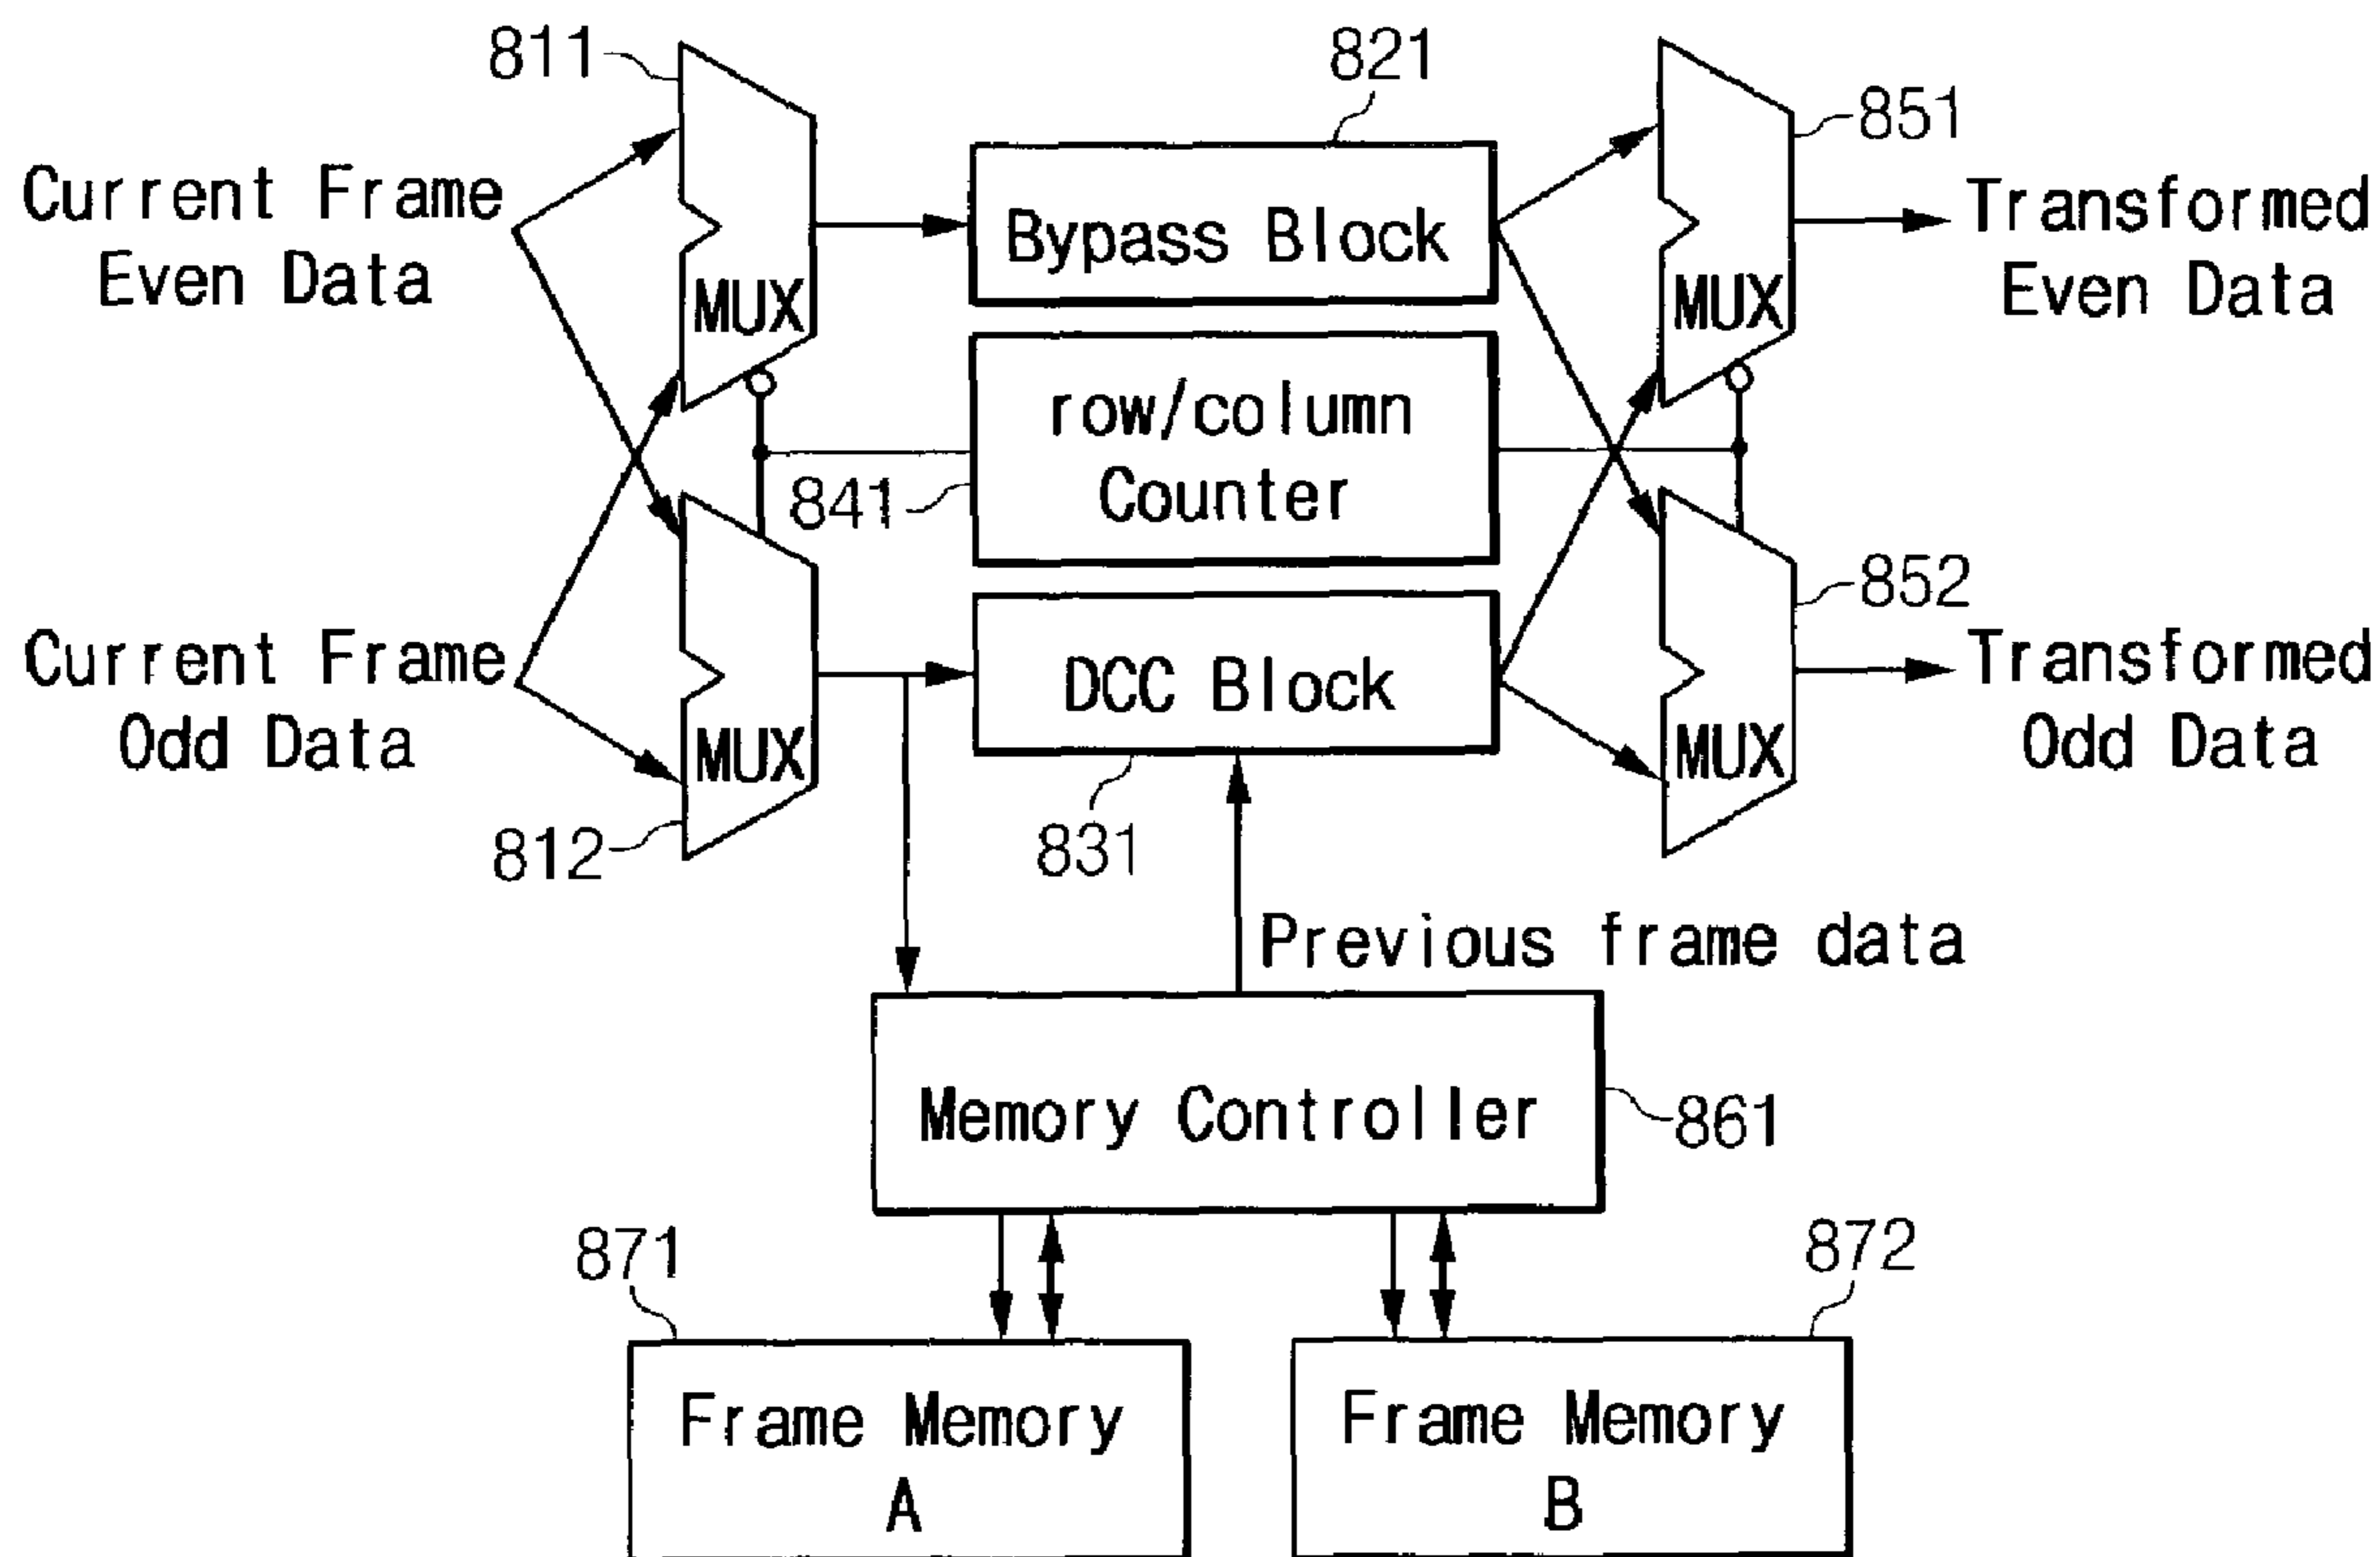 811
821
851
Current Frame
Even Data
MUX
Bypass Block
MUX
Transformed
Even Data
row/column
Counter
841
852
Current Frame
Odd Data
MUX
DCC Block
MUX
Transformed
Odd Data
812
831
Previous frame data
Memory Controller
861
871
872
Frame Memory
A
Frame Memory
B